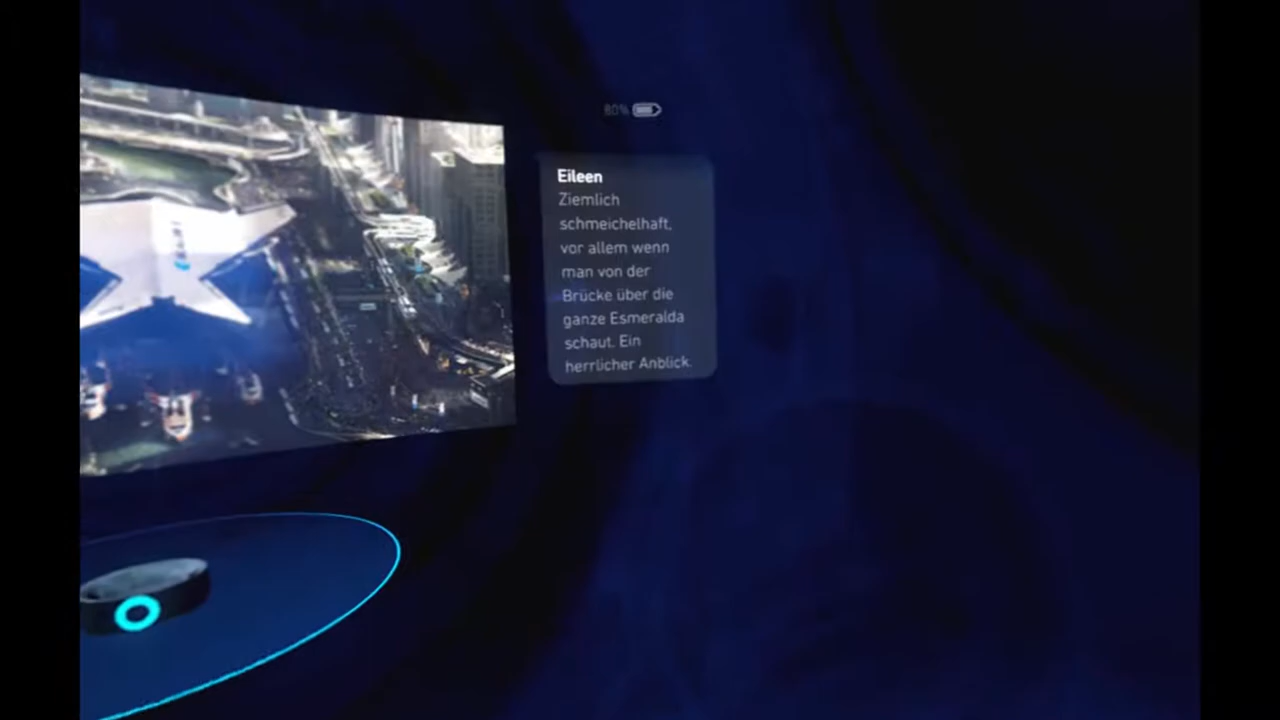 80%
Eileen
Ziemlich
schmeichelhaft,
vor allem wenn
man von der
Brücke über die
ganze Esmeralda
schaut. Ein
herrlicher Anblick.